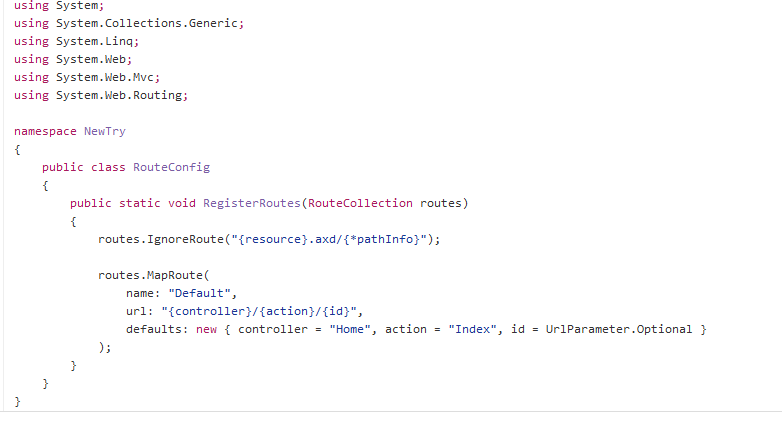 using System;
using System.Collections.Generic;
using System.Linq;
using System.Web;
using System.Web.Mvc;
using System.Web.Routing;

namespace NewTry
{
    public class RouteConfig
    {
        public static void RegisterRoutes(RouteCollection routes)
        {
            routes.IgnoreRoute("{resource}.axd/{*pathInfo}");

            routes.MapRoute(
                name: "Default",
                url: "{controller}/{action}/{id}",
                defaults: new { controller = "Home", action = "Index", id = UrlParameter.Optional }
            );
        }
    }
}